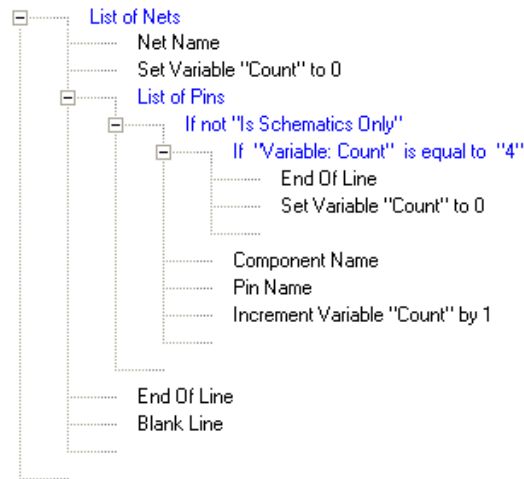 List of Nets
Net Name
Set Variable "Count" to 0
List of Pins
If not "Is Schematics Only"
If "Variable: Count" is equal to "4"
End Of Line
Set Variable "Count" to 0
Component Name
Pin Name
Increment Variable "Count" by 1
End Of Line
Blank Line